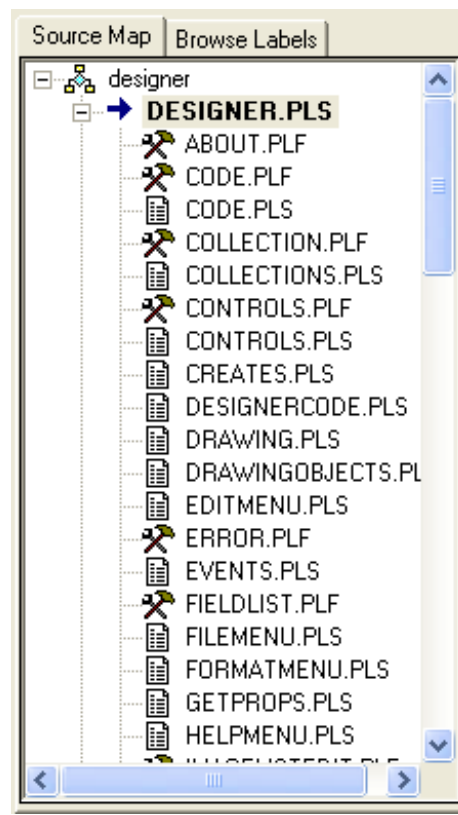 Source Map Browse Labels
designer
DESIGNER.PLS
ABOUT.PLF
CODE.PLF
CODE.PLS
COLLECTION.PLF
COLLECTIONS.PLS
CONTROLS.PLF
CONTROLS.PLS
CREATES.PLS
DESIGNERCODE.PLS
DRAWING.PLS
DRAWINGOBJECTS.PL
EDITMENU.PLS
ERROR.PLF
EVENTS.PLS
FIELDLIST.PLF
FILEMENU.PLS
FORMATMENU.PLS
GETPROPS.PLS
HELPMENU.PLS